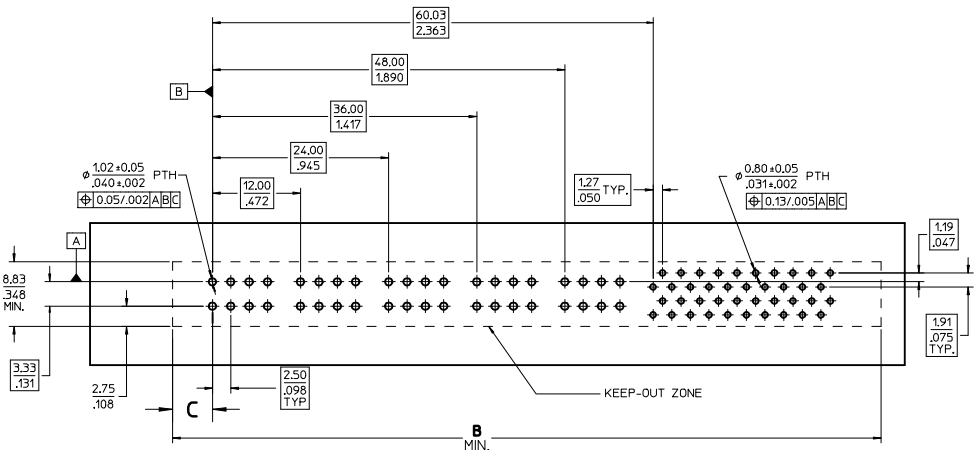 60.03
2.363
48.00
1.890
B
36.00
1.417
24.00
.945
⌀ 1.02±0.05 PTH
.040±.002
⌖ 0.05/.002 A B C
12.00
.472
1.27 TYP.
.050
⌀ 0.80±0.05 PTH
.031±.002
⌖ 0.13/.005 A B C
1.19
.047
A
8.83
.348
MIN.
1.91
.075
TYP.
3.33
.131
2.75
.108
2.50
.098
TYP
KEEP-OUT ZONE
C
B
MIN.